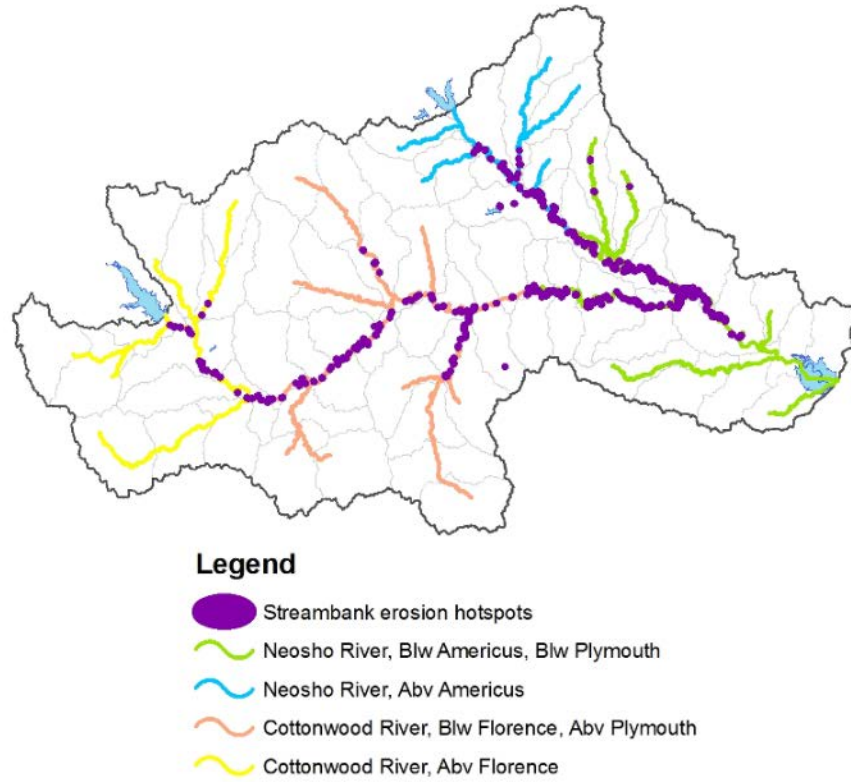 Legend
Streambank erosion hotspots
Neosho River, Blw Americus, Blw Plymouth
Neosho River, Abv Americus
Cottonwood River, Blw Florence, Abv Plymouth
Cottonwood River, Abv Florence